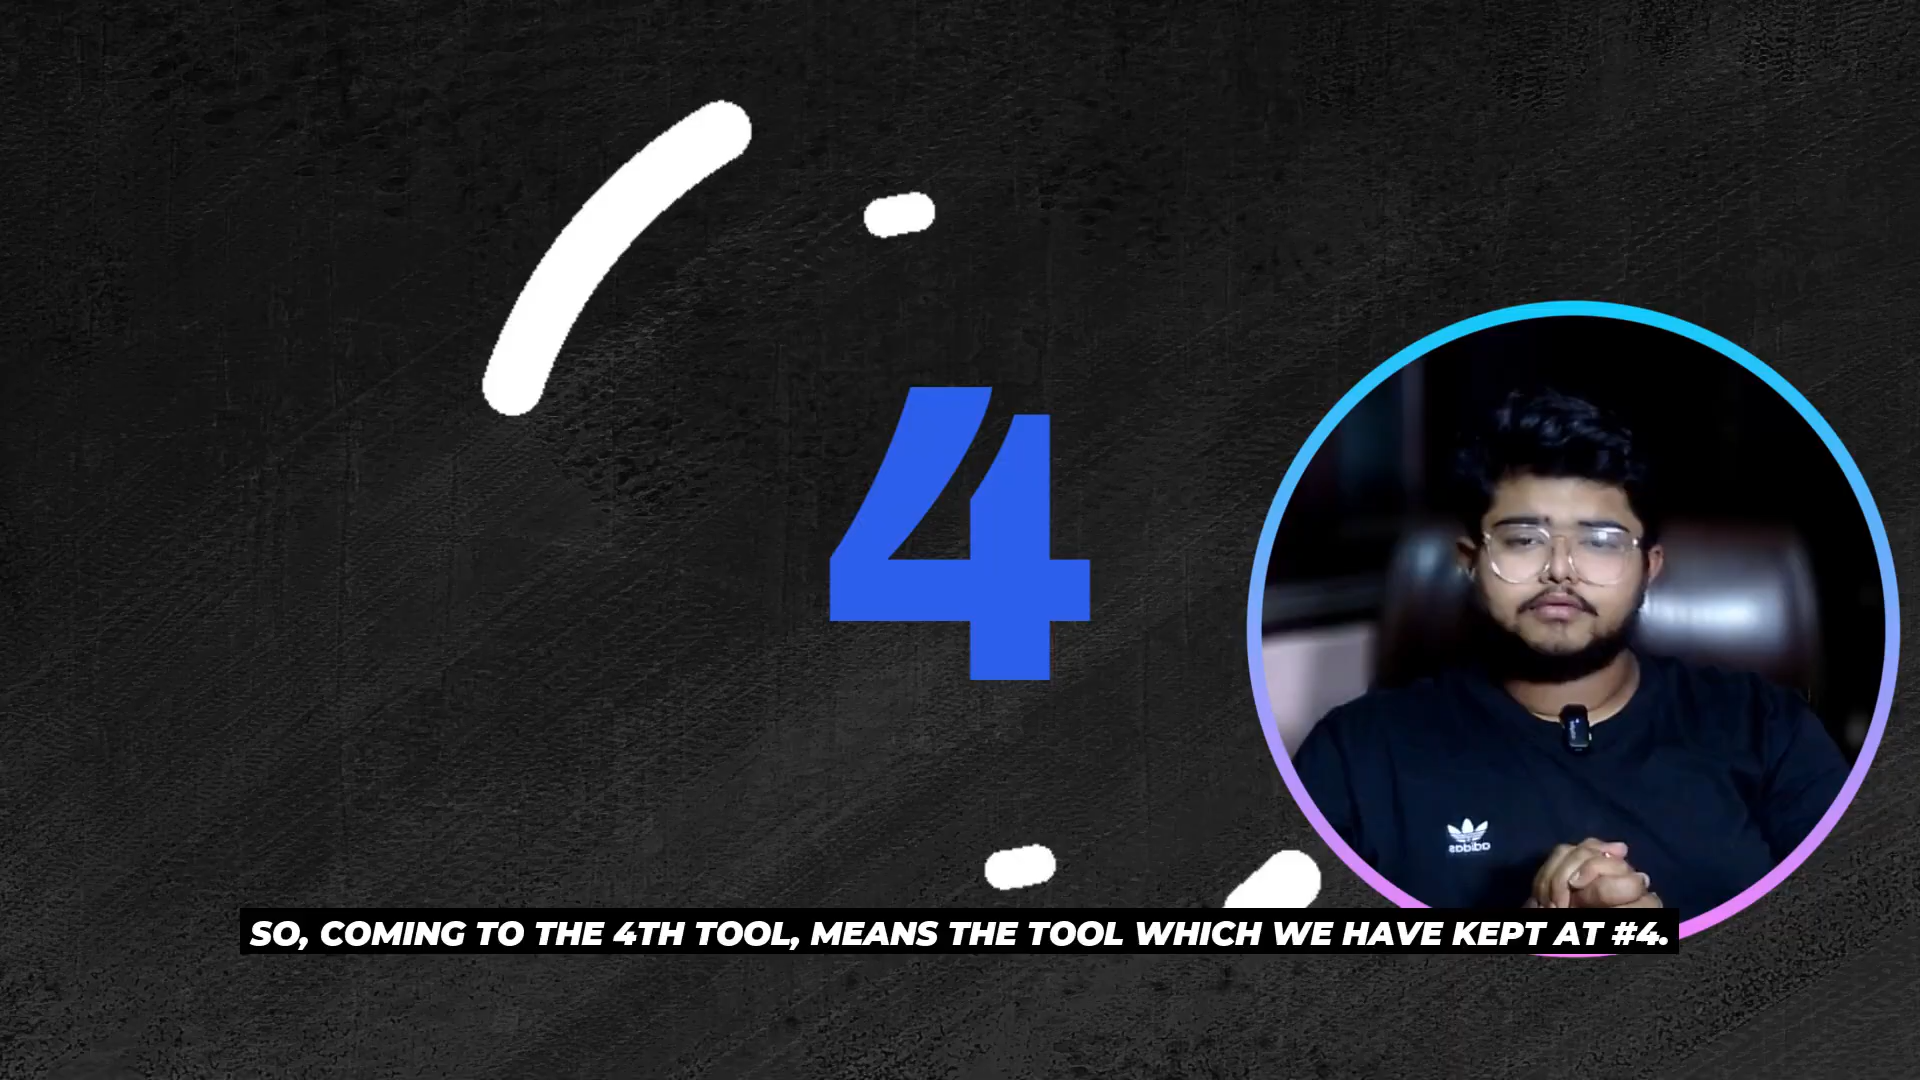 4
adidas
SO, COMING TO THE 4TH TOOL, MEANS THE TOOL WHICH WE HAVE KEPT AT #4.